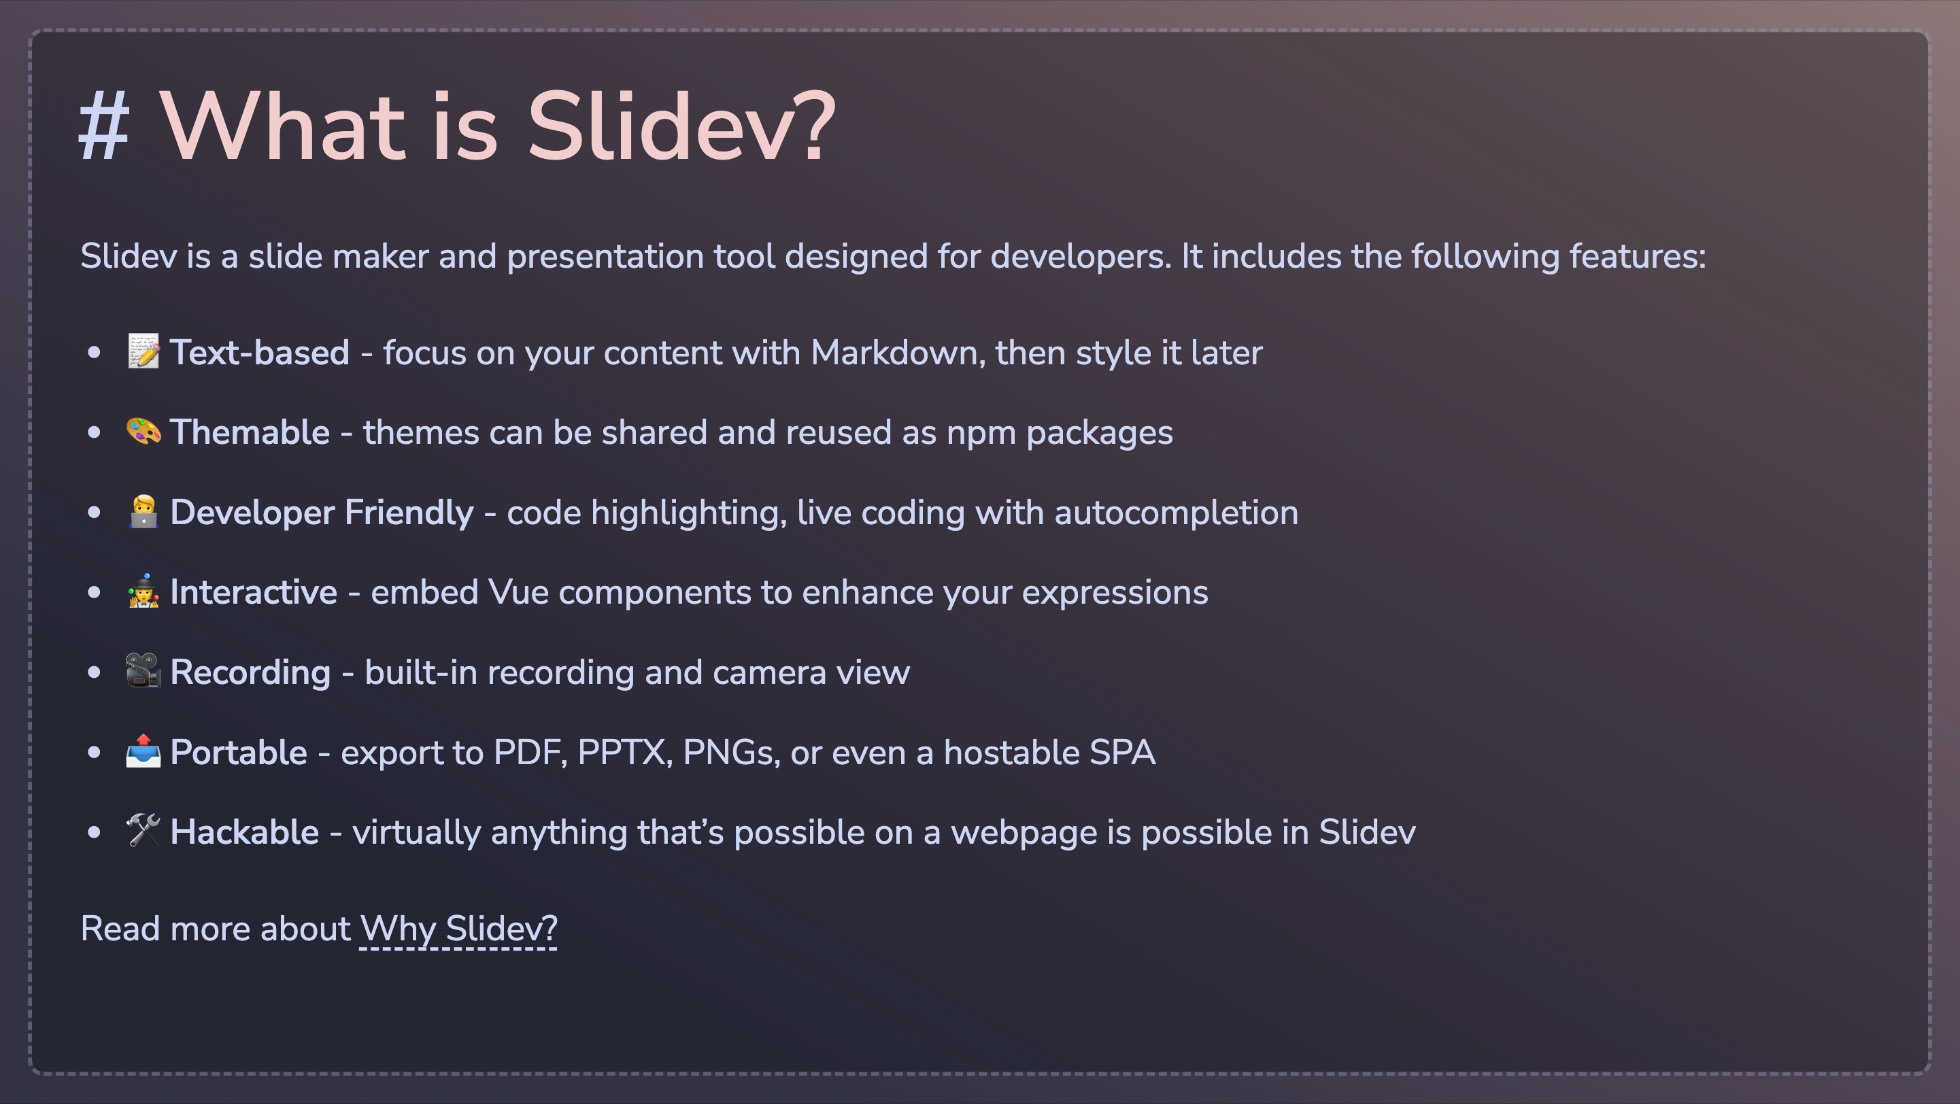 # What is Slidev?
Slidev is a slide maker and presentation tool designed for developers. It includes the following features:
• 📝 Text-based - focus on your content with Markdown, then style it later
• 🎨 Themable - themes can be shared and reused as npm packages
• 🧑‍💻 Developer Friendly - code highlighting, live coding with autocompletion
• 🤹 Interactive - embed Vue components to enhance your expressions
• 🎥 Recording - built-in recording and camera view
• 📤 Portable - export to PDF, PPTX, PNGs, or even a hostable SPA
• 🛠 Hackable - virtually anything that’s possible on a webpage is possible in Slidev
Read more about Why Slidev?